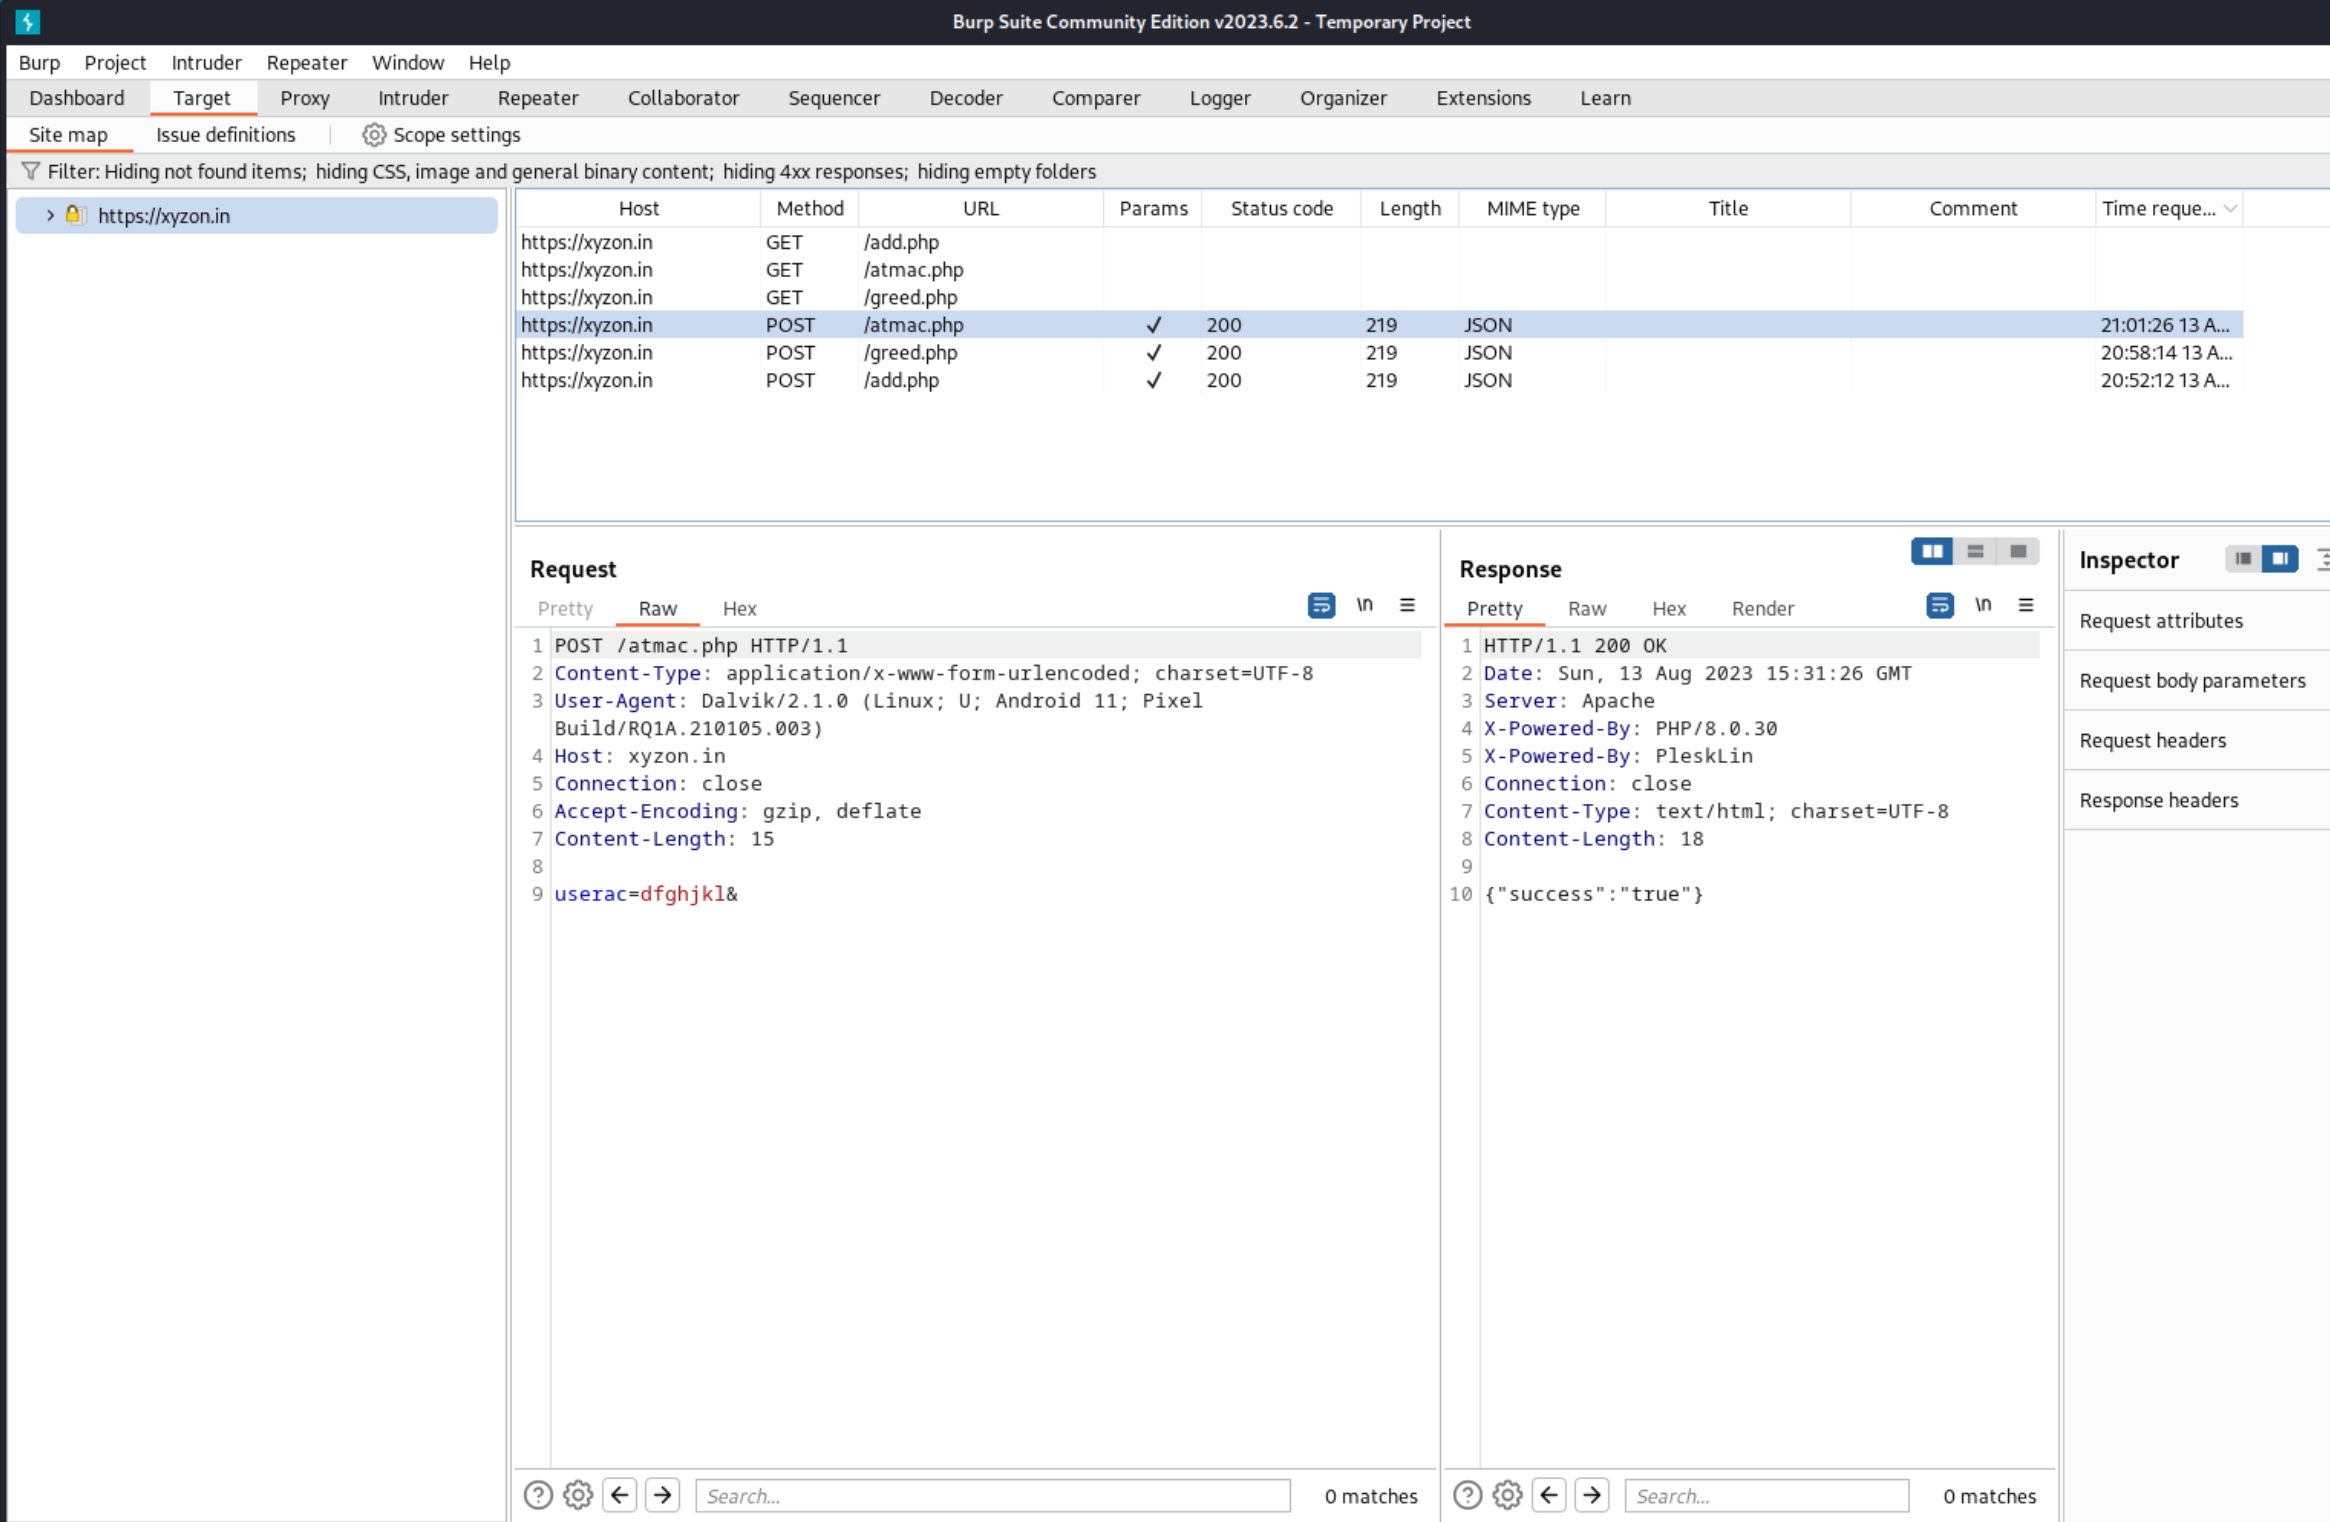 Burp Suite Community Edition v2023.6.2 - Temporary Project
Burp Project Intruder Repeater Window Help
Dashboard Target Proxy Intruder Repeater Collaborator Sequencer Decoder Comparer Logger Organizer Extensions Learn
Site map Issue definitions Scope settings
Filter: Hiding not found items; hiding CSS, image and general binary content; hiding 4xx responses; hiding empty folders
https://xyzon.in
Host Method URL Params Status code Length MIME type Title Comment Time reque...
https://xyzon.in GET /add.php
https://xyzon.in GET /atmac.php
https://xyzon.in GET /greed.php
https://xyzon.in POST /atmac.php ✓ 200 219 JSON 21:01:26 13 A...
https://xyzon.in POST /greed.php ✓ 200 219 JSON 20:58:14 13 A...
https://xyzon.in POST /add.php ✓ 200 219 JSON 20:52:12 13 A...
Request
Pretty Raw Hex \n
1 POST /atmac.php HTTP/1.1
2 Content-Type: application/x-www-form-urlencoded; charset=UTF-8
3 User-Agent: Dalvik/2.1.0 (Linux; U; Android 11; Pixel
Build/RQ1A.210105.003)
4 Host: xyzon.in
5 Connection: close
6 Accept-Encoding: gzip, deflate
7 Content-Length: 15
8
9 userac=dfghjkl&
Search... 0 matches
Response
Pretty Raw Hex Render \n
1 HTTP/1.1 200 OK
2 Date: Sun, 13 Aug 2023 15:31:26 GMT
3 Server: Apache
4 X-Powered-By: PHP/8.0.30
5 X-Powered-By: PleskLin
6 Connection: close
7 Content-Type: text/html; charset=UTF-8
8 Content-Length: 18
9
10 {"success":"true"}
Search... 0 matches
Inspector
Request attributes
Request body parameters
Request headers
Response headers